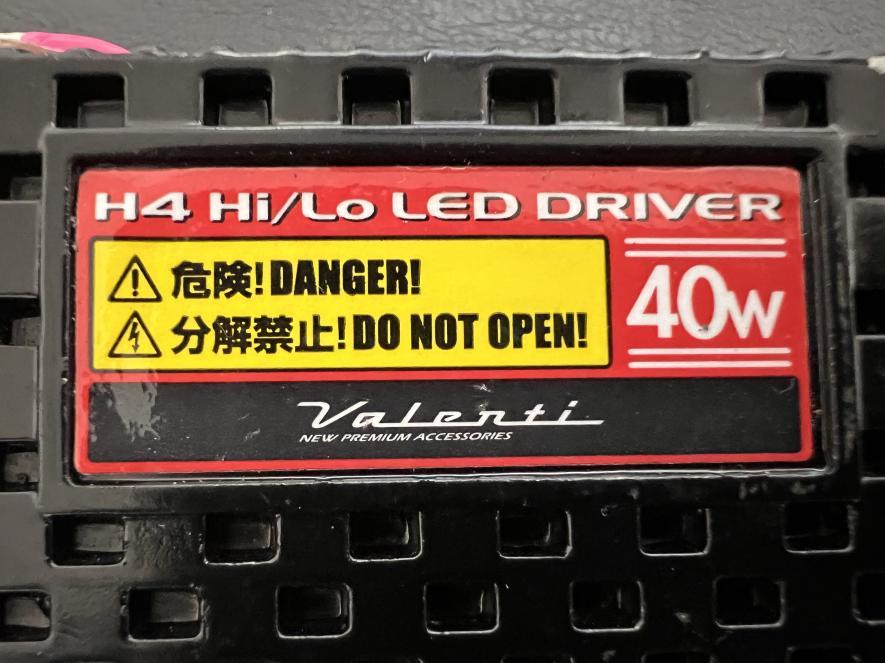 H4 Hi/Lo LED DRIVER
危険! DANGER!
分解禁止! DO NOT OPEN!
40W
Valenti
NEW PREMIUM ACCESSORIES